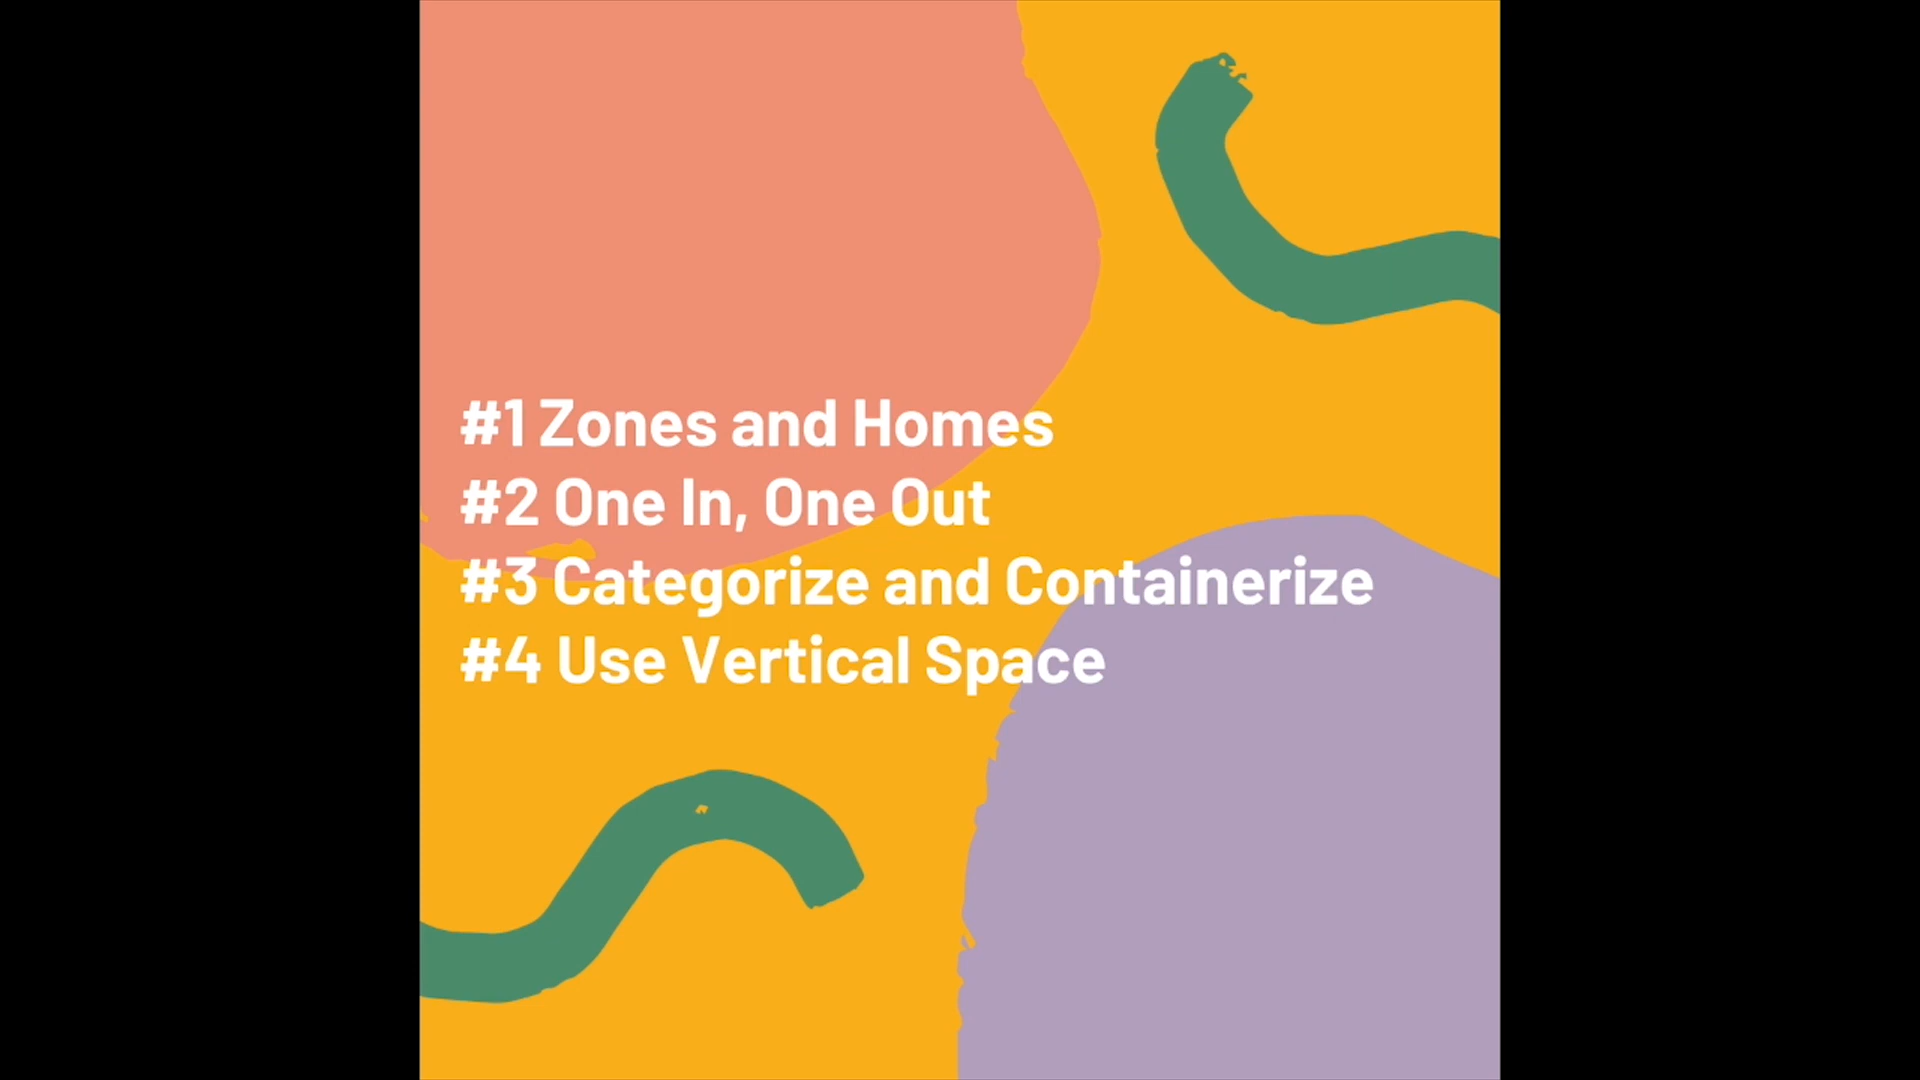 #1 Zones and Homes
#2 One In, One Out
#3 Categorize and Containerize
#4 Use Vertical Space